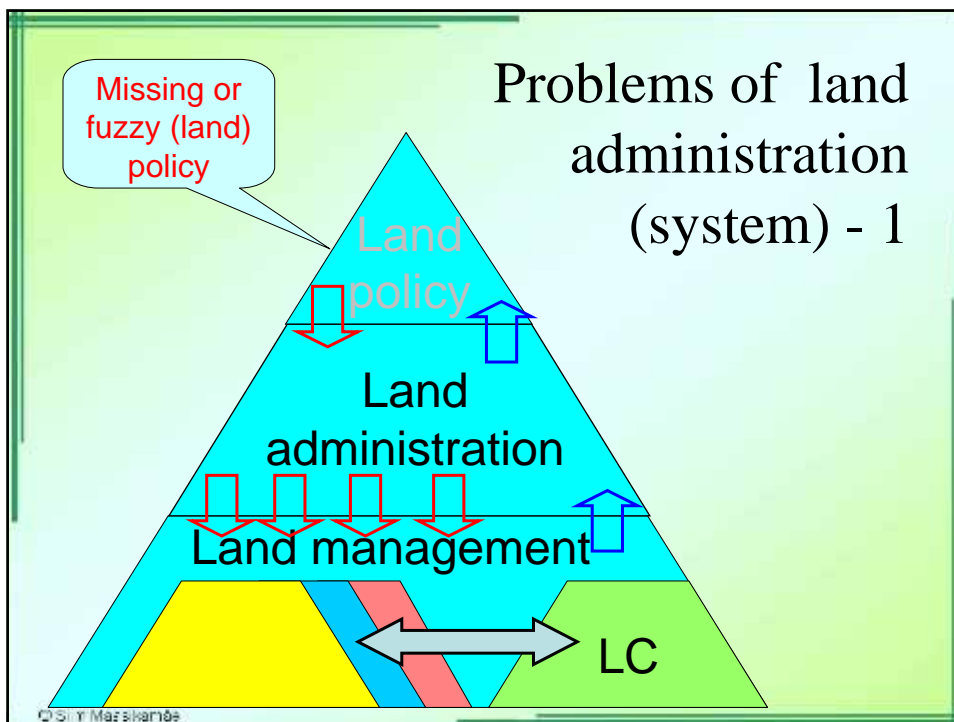 Problems of land
administration
(system) - 1
Missing or
fuzzy (land)
policy
Land
policy
Land
administration
Land management
LC